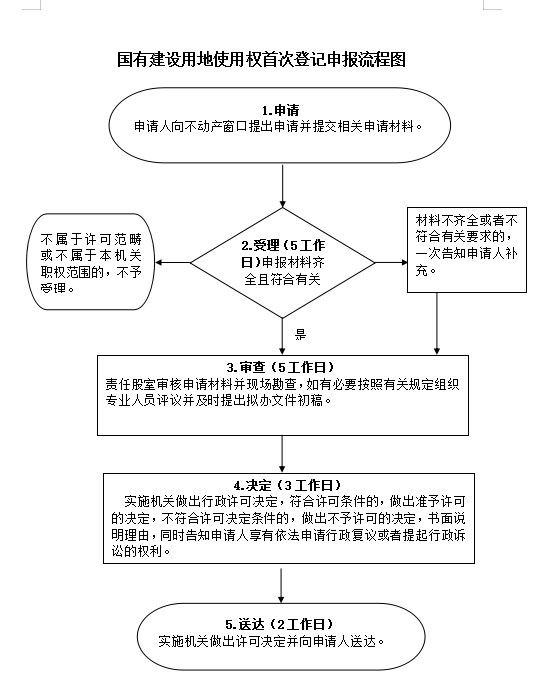 国有建设用地使用权首次登记申报流程图
1.申请
申请人向不动产窗口提出申请并提交相关申请材料。
不属于许可范畴
或不属于本机关
职权范围的，不予
受理。
2.受理（5工作
日）申报材料齐
全且符合有关
材料不齐全或者不
符合有关要求的，
一次告知申请人补
充。
是
3.审查（5工作日）
责任股室审核申请材料并现场勘查，如有必要按照有关规定组织
专业人员评议并及时提出拟办文件初稿。
4.决定（3工作日）
实施机关做出行政许可决定，符合许可条件的，做出准予许可
的决定，不符合许可决定条件的，做出不予许可的决定，书面说
明理由，同时告知申请人享有依法申请行政复议或者提起行政诉
讼的权利。
5.送达（2工作日）
实施机关做出许可决定并向申请人送达。